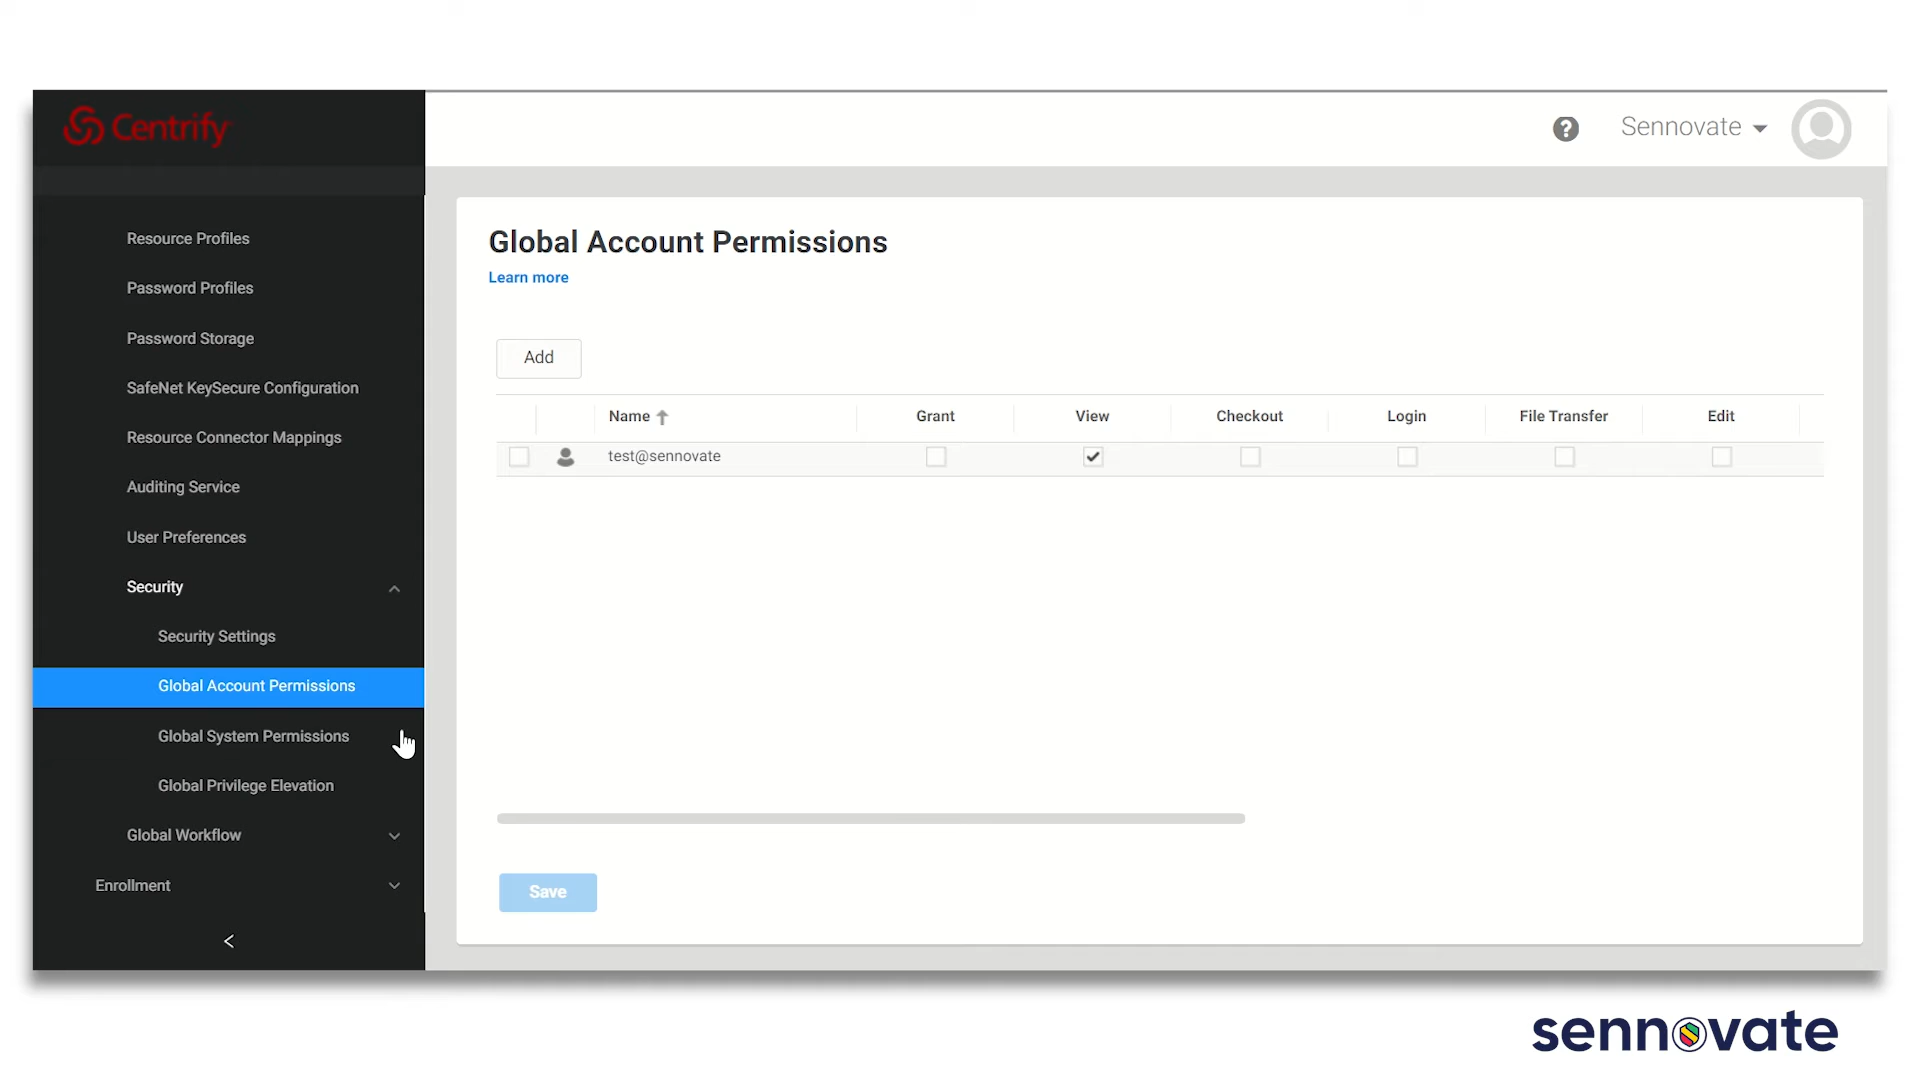 Centrify
Sennovate
Resource Profiles
Password Profiles
Password Storage
SafeNet KeySecure Configuration
Resource Connector Mappings
Auditing Service
User Preferences
Security
Security Settings
Global Account Permissions
Global System Permissions
Global Privilege Elevation
Global Workflow
Enrollment
Global Account Permissions
Learn more
Add
Name Grant View Checkout Login File Transfer Edit
test@sennovate
Save
sennovate